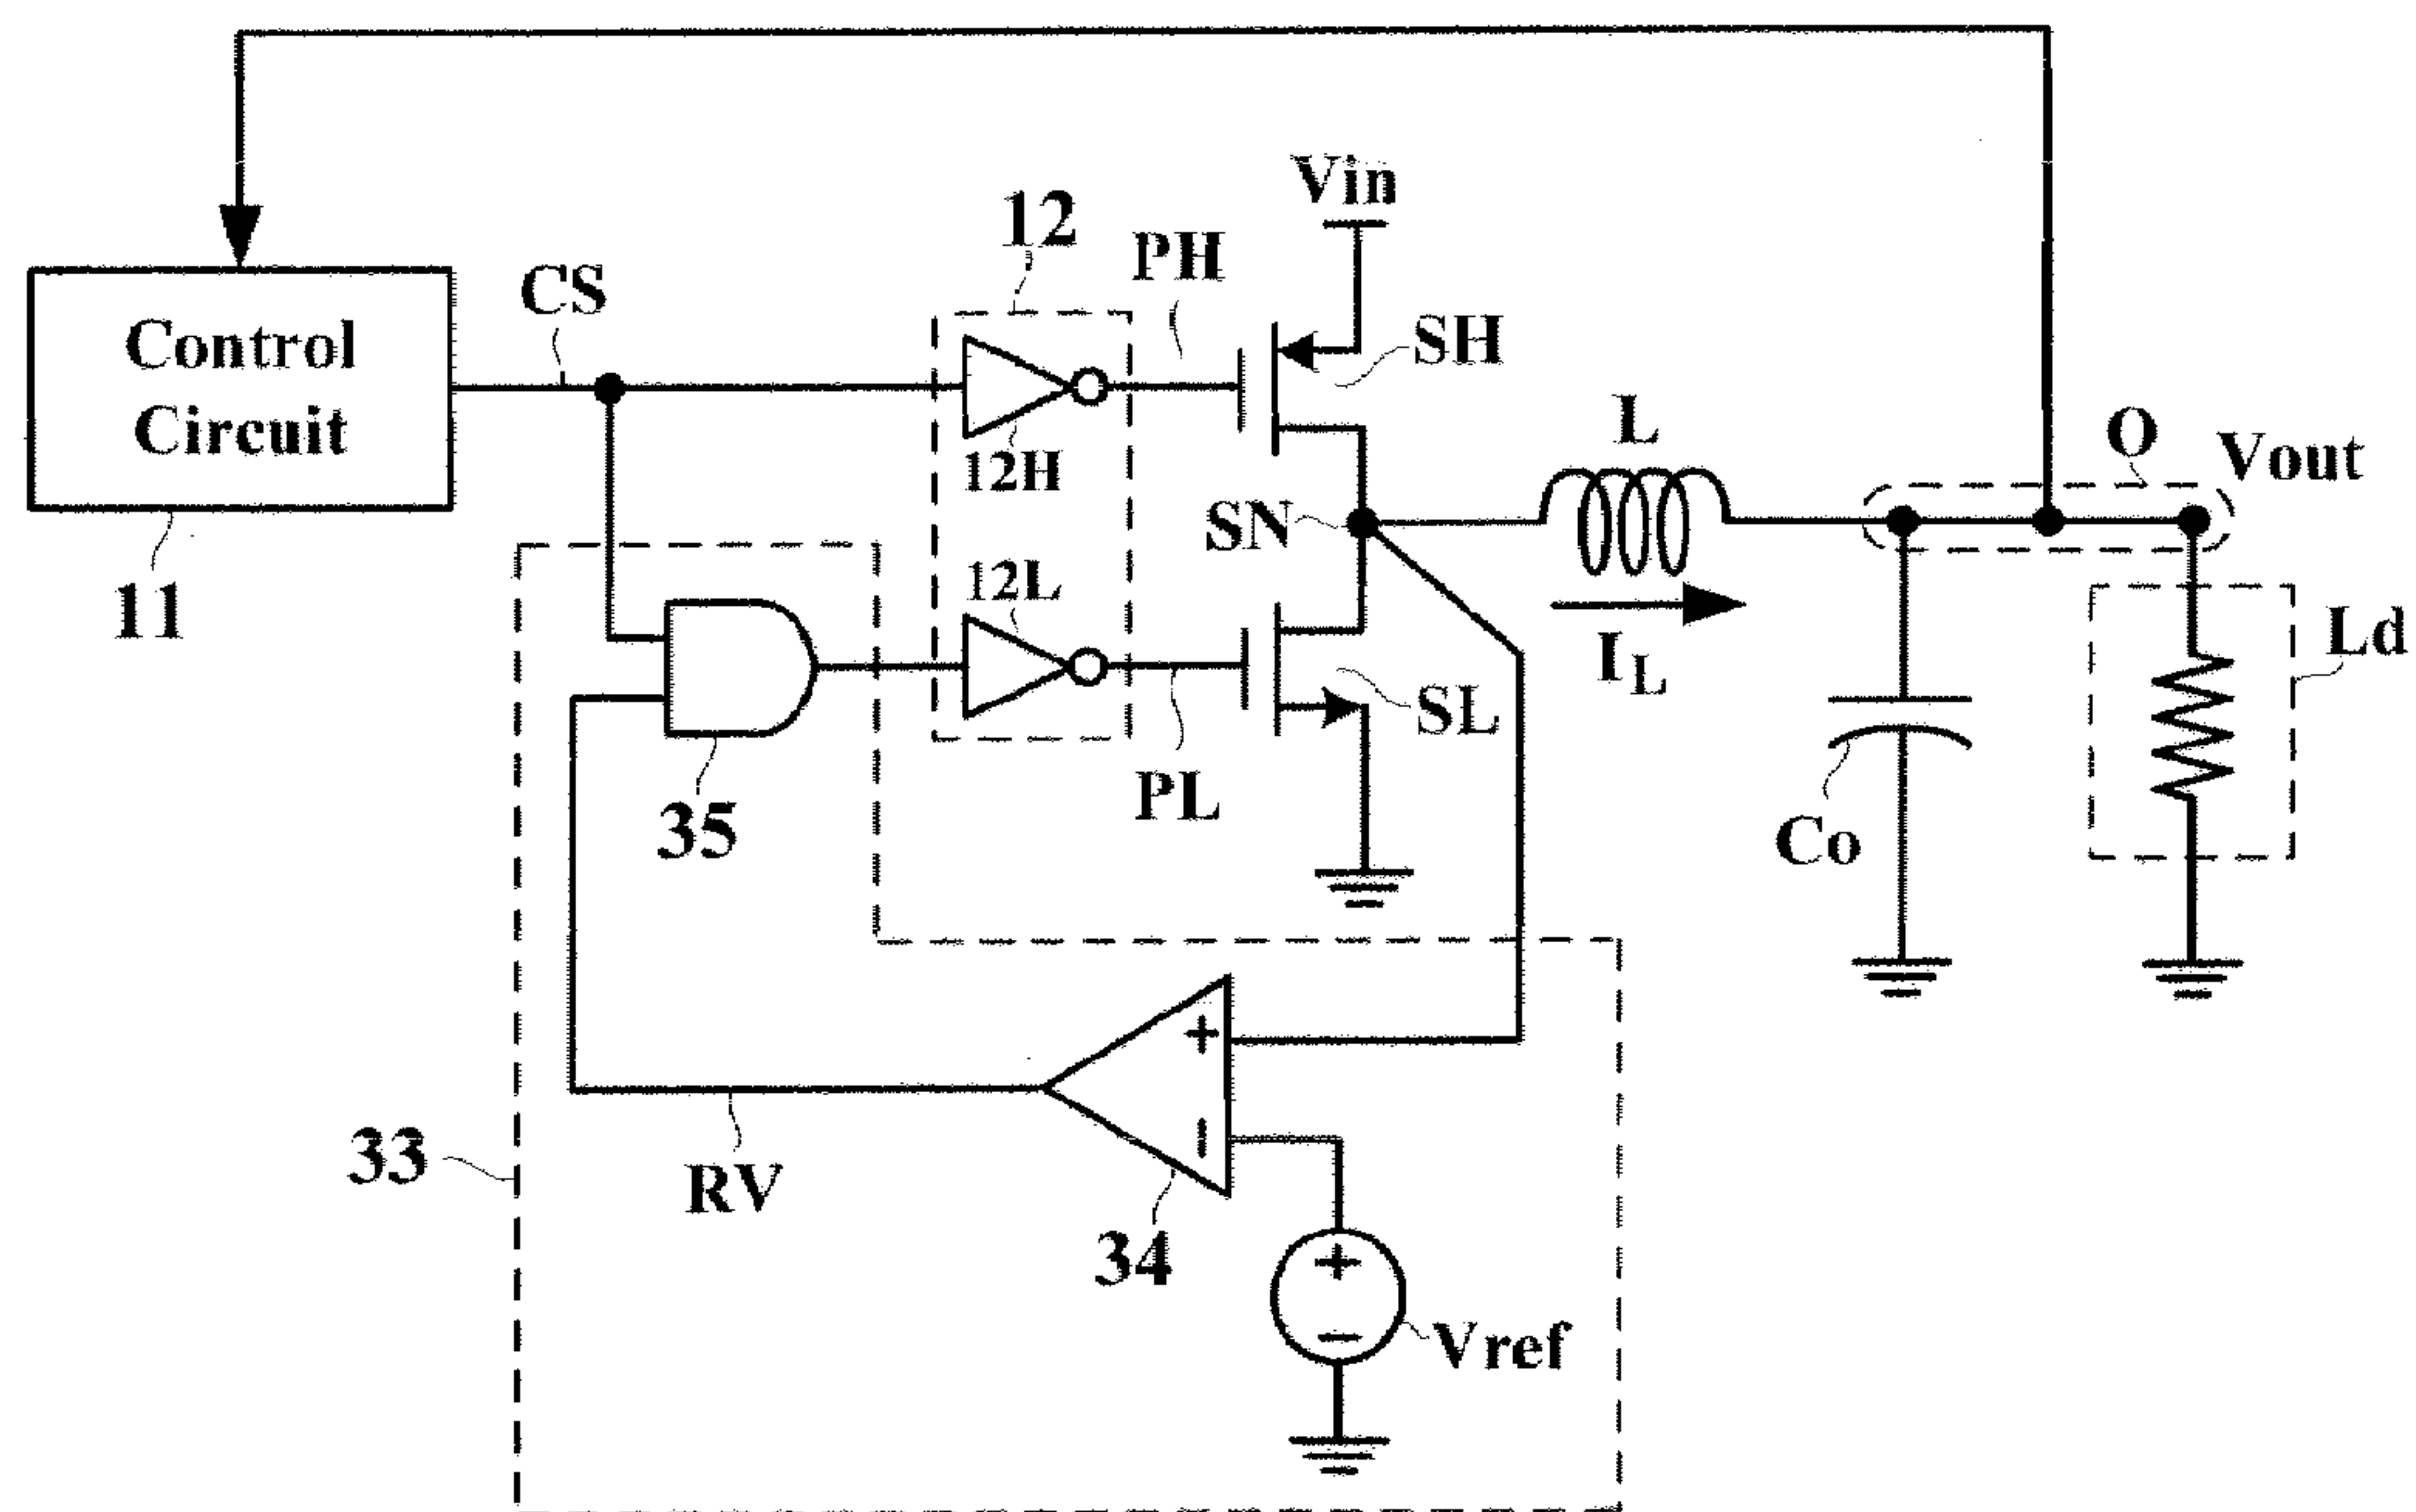 Vin
12
PH
CS
SH
Control
Circuit
12H
L
O
Vout
SN
12L
11
Ld
I_L
SL
PL
35
Co
+
−
33
RV
34
+
−
Vref